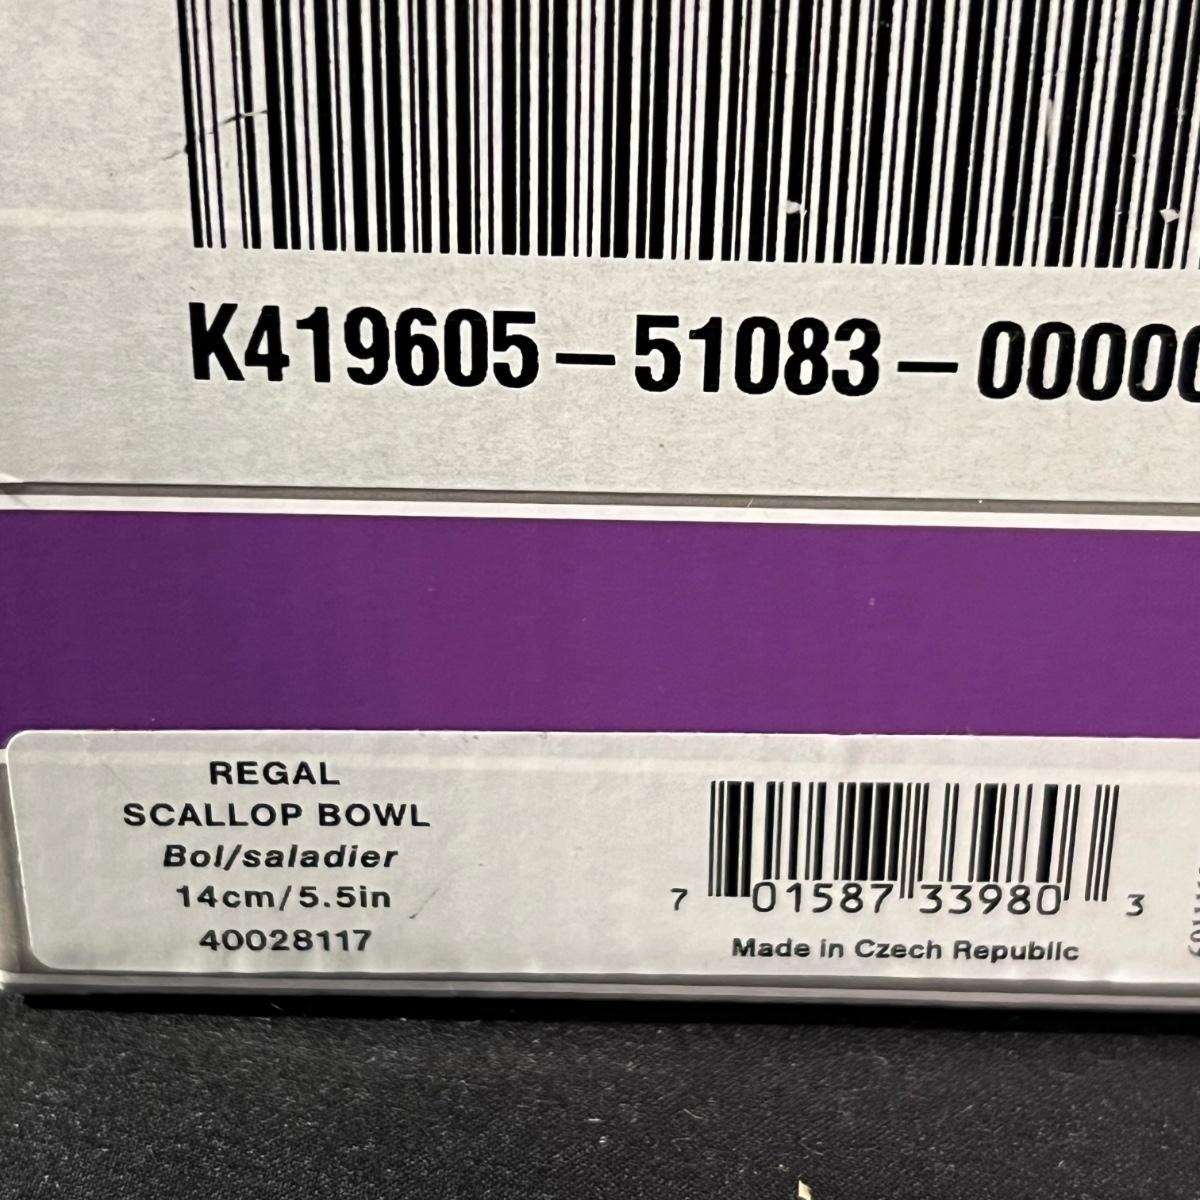 K419605-51083-00000
REGAL
SCALLOP BOWL
Bol/saladier
14cm/5.5in
40028117
7 01587 33980 3
Made in Czech Republic